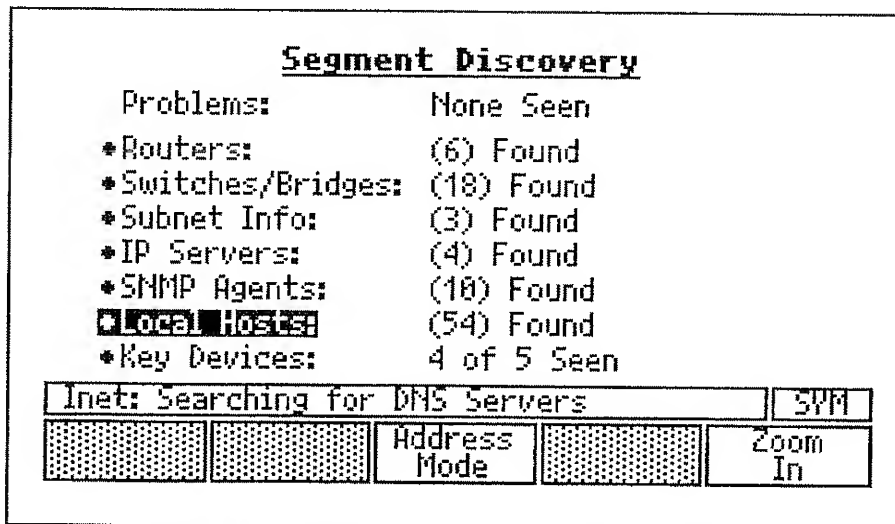 Segment Discovery
Problems: None Seen
•Routers: (6) Found
•Switches/Bridges: (18) Found
•Subnet Info: (3) Found
•IP Servers: (4) Found
•SNMP Agents: (10) Found
•Local Hosts: (54) Found
•Key Devices: 4 of 5 Seen
Inet: Searching for DNS Servers SYM
Address Mode
Zoom In